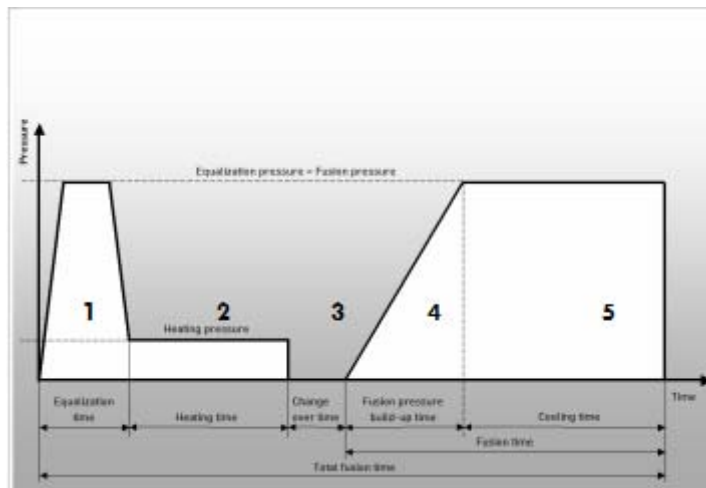 Pressure
Equalization pressure = Fusion pressure
1
2
3
4
5
Heating pressure
Time
Equalization
time
Heating time
Change
over time
Fusion pressure
build-up time
Cooling time
Fusion time
Total fusion time